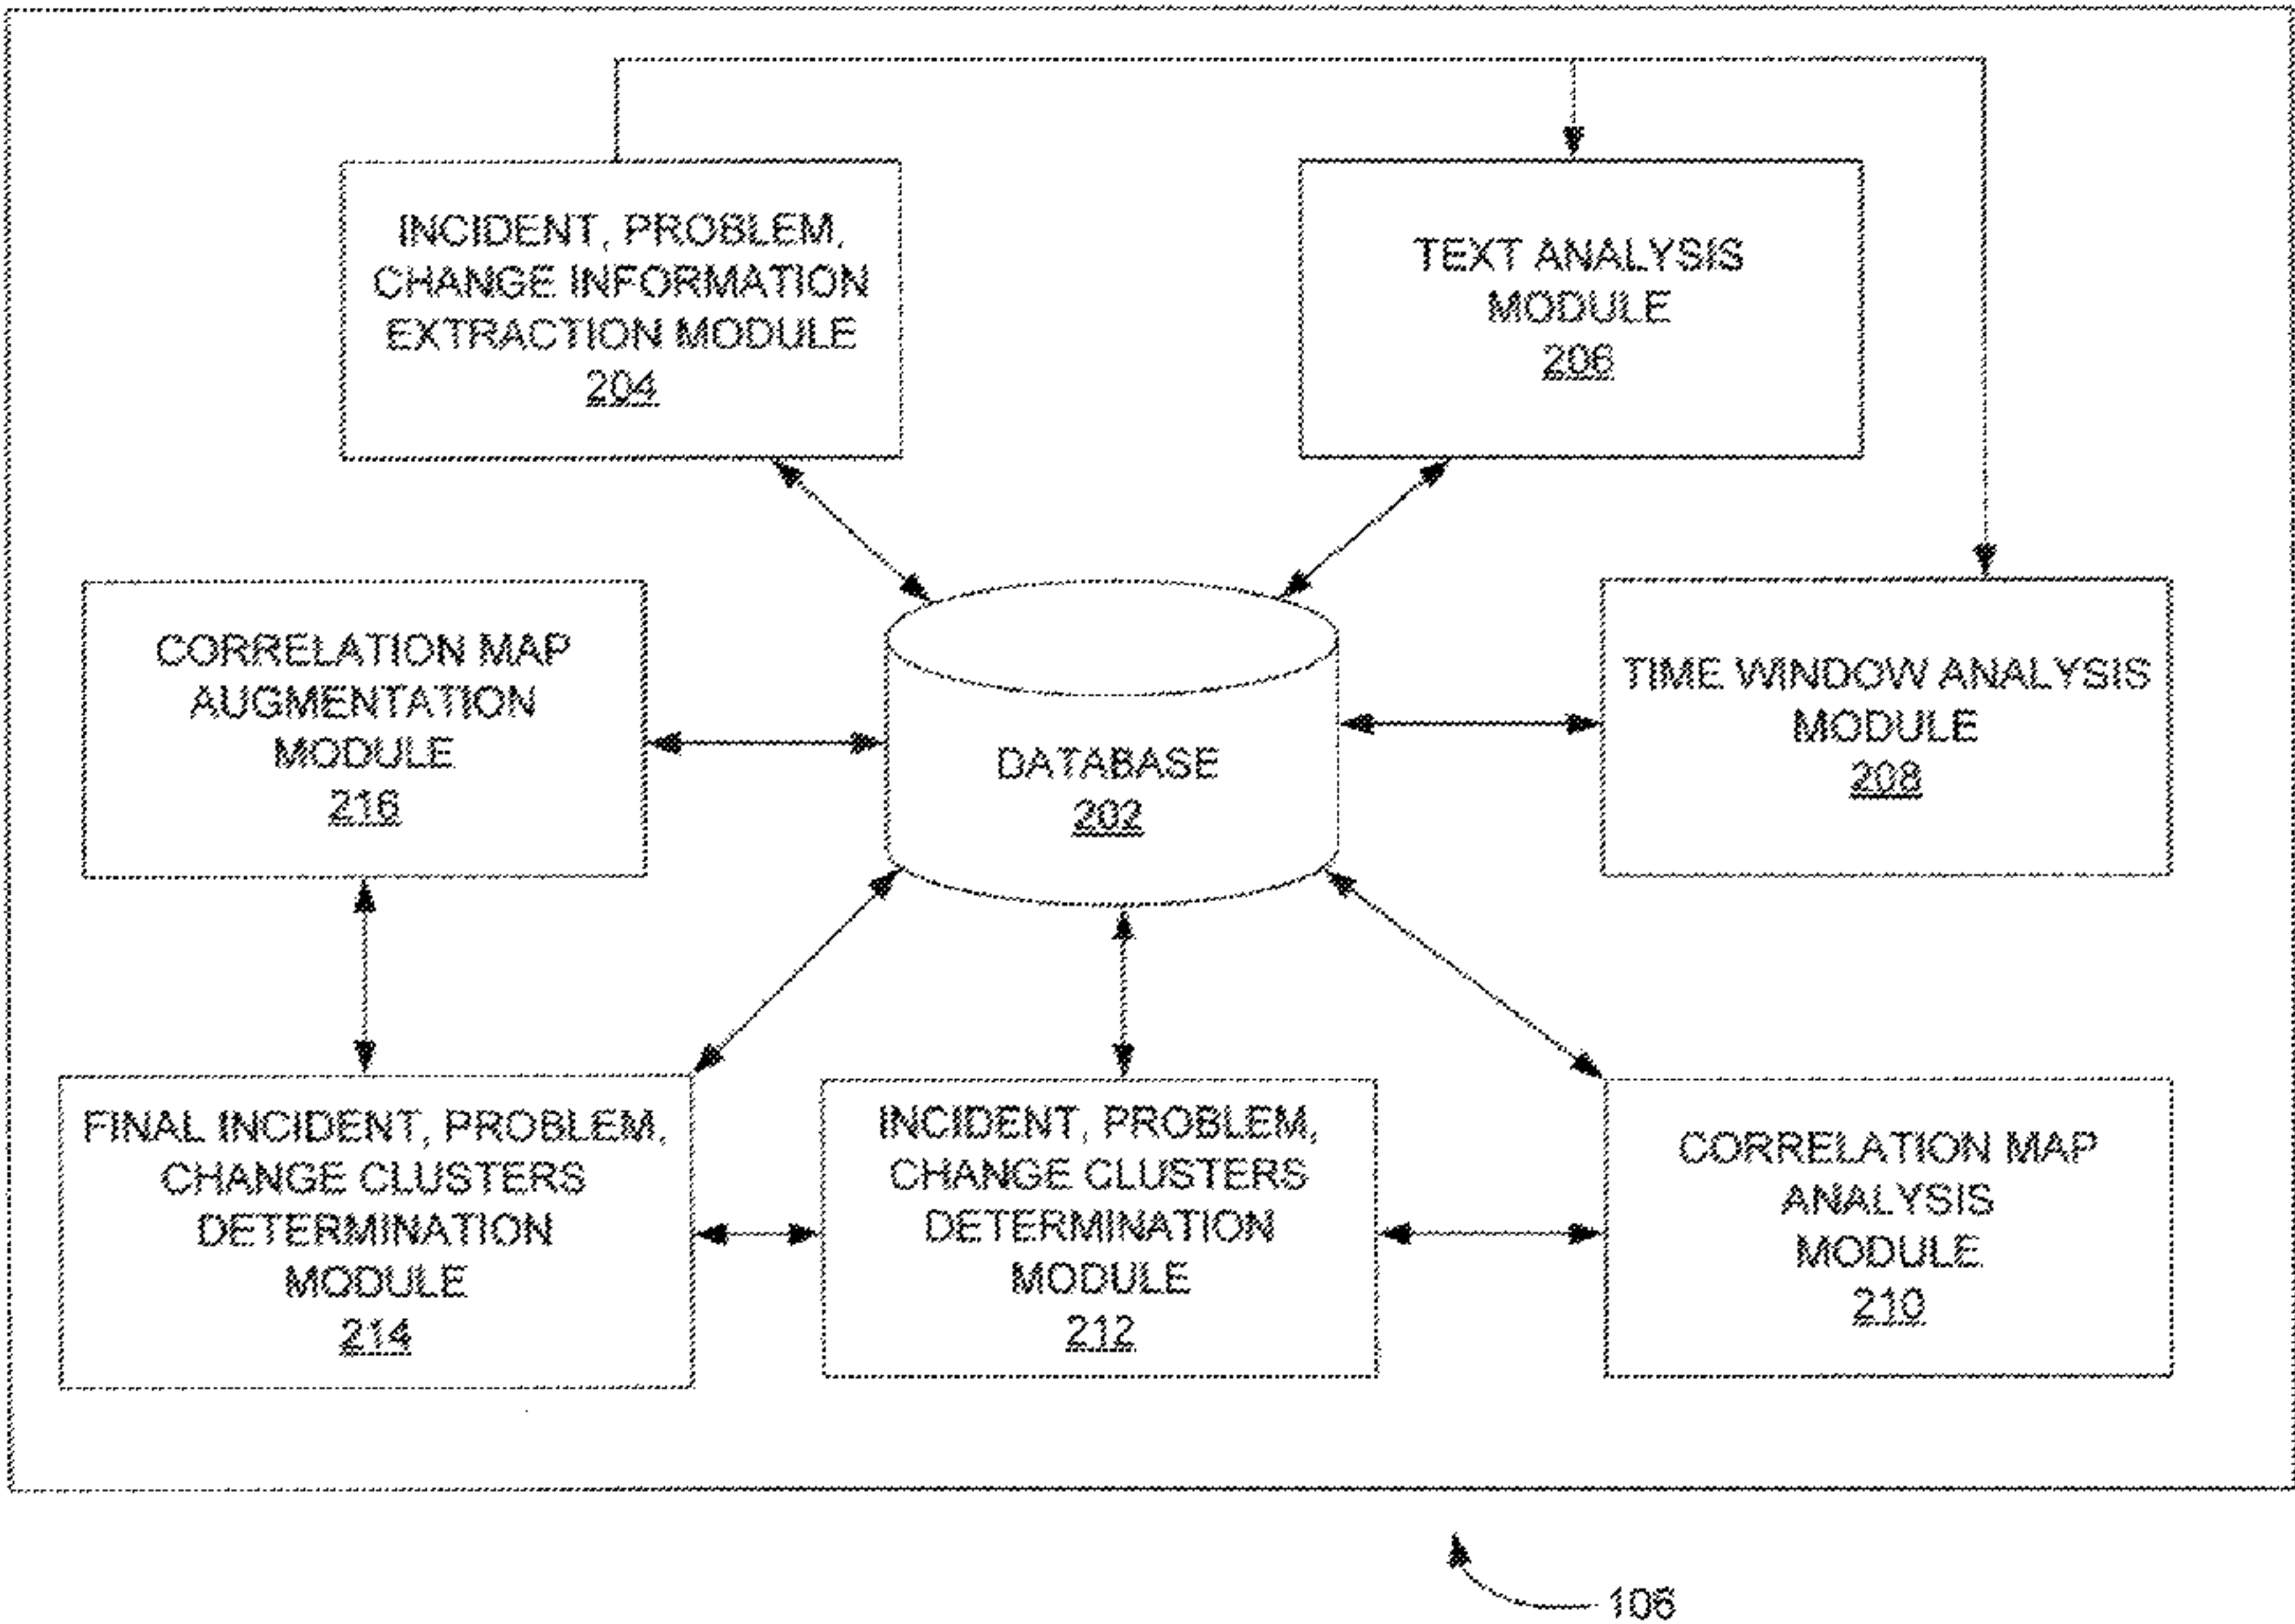 INCIDENT, PROBLEM,
CHANGE INFORMATION
EXTRACTION MODULE
204
TEXT ANALYSIS
MODULE
206
CORRELATION MAP
AUGMENTATION
MODULE
216
DATABASE
202
TIME WINDOW ANALYSIS
MODULE
208
FINAL INCIDENT, PROBLEM,
CHANGE CLUSTERS
DETERMINATION
MODULE
214
INCIDENT, PROBLEM,
CHANGE CLUSTERS
DETERMINATION
MODULE
212
CORRELATION MAP
ANALYSIS
MODULE
210
106